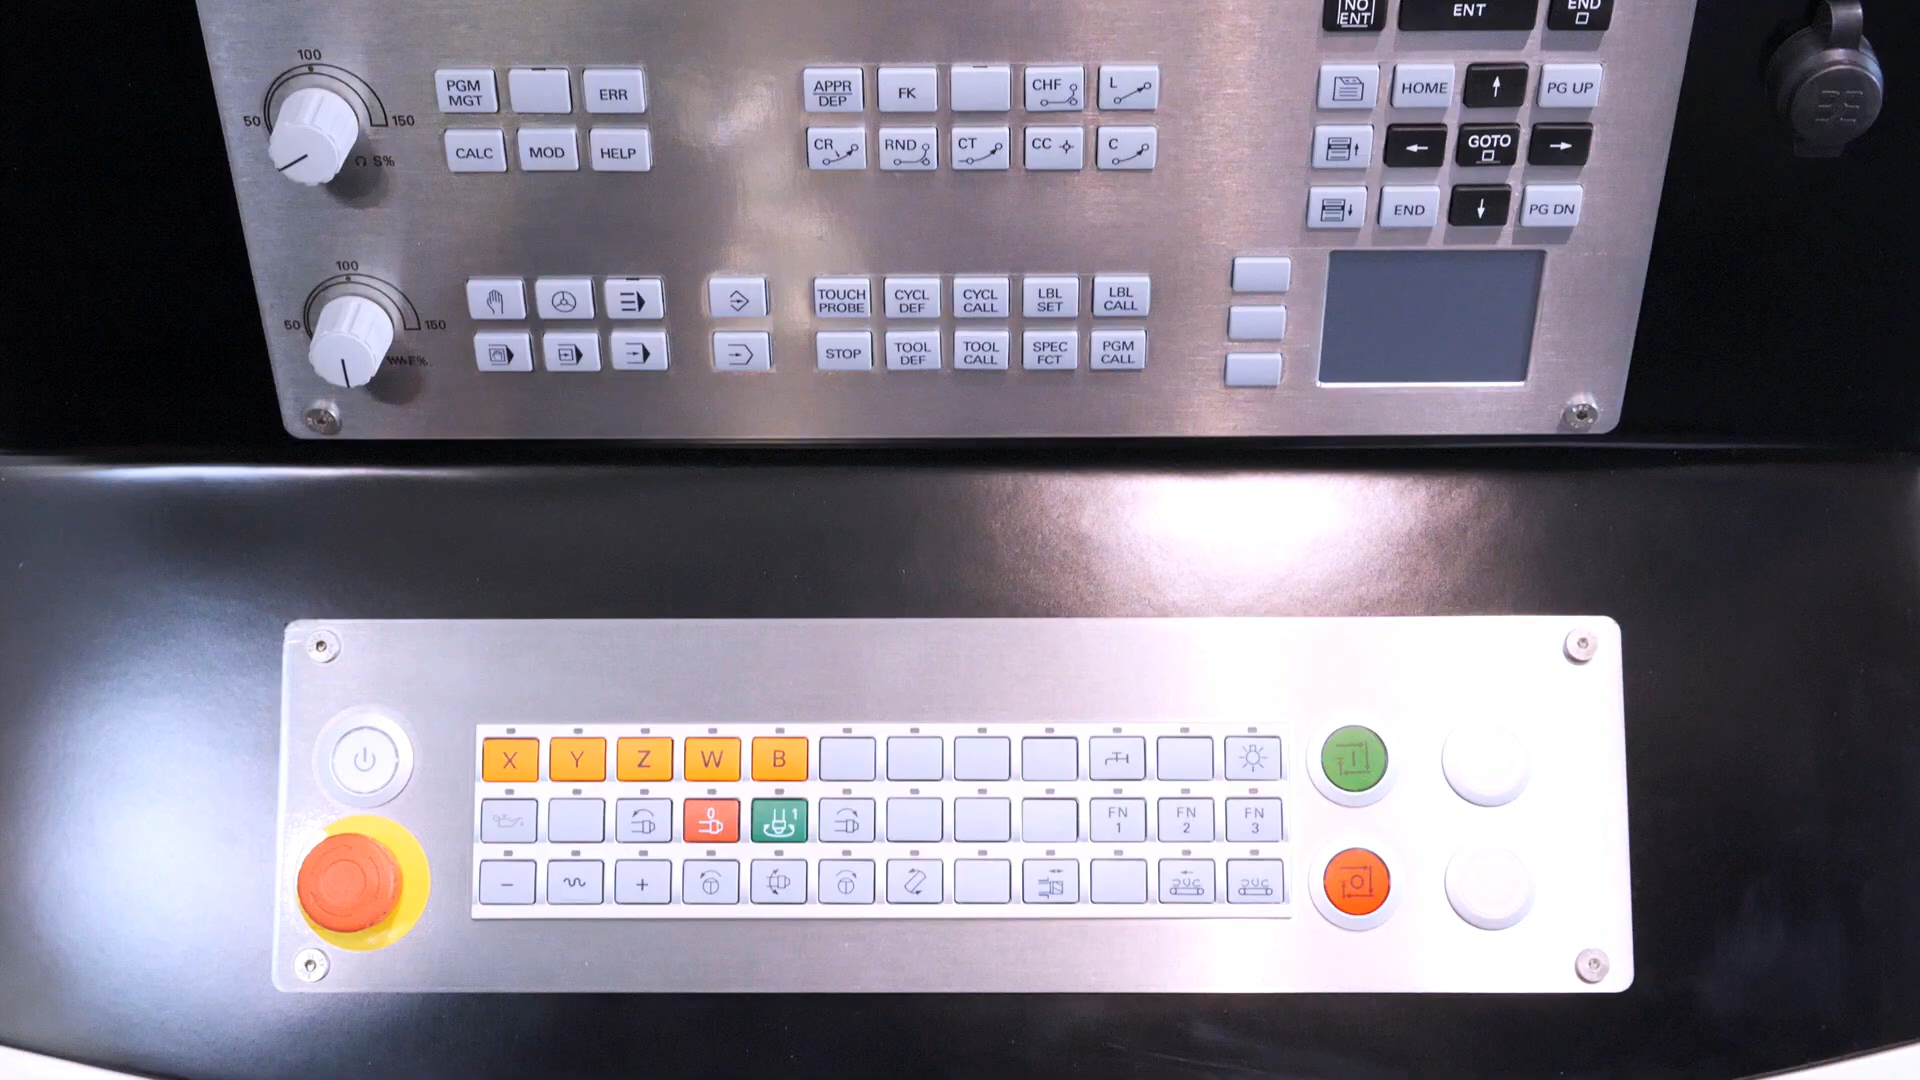 NO
ENT
ENT
END
100
50
150
S%
PGM
MGT
ERR
CALC
MOD
HELP
APPR
DEP
FK
CHF
L
CR
RND
CT
CC
C
HOME
PG UP
GOTO
END
PG DN
100
50
150
F%
TOUCH
PROBE
CYCL
DEF
CYCL
CALL
LBL
SET
LBL
CALL
STOP
TOOL
DEF
TOOL
CALL
SPEC
FCT
PGM
CALL
X
Y
Z
W
B
0
1
FN
1
FN
2
FN
3
−
+